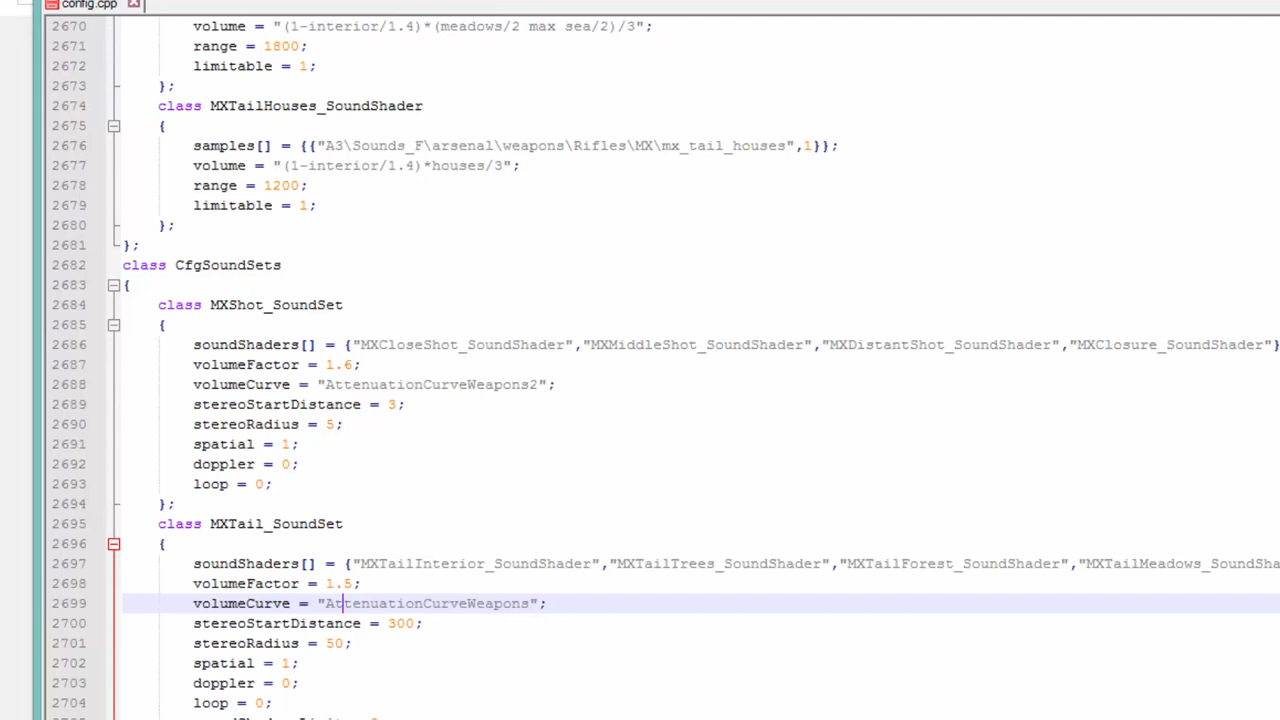 config.cpp
2670 volume = "(1-interior/1.4)*(meadows/2 max sea/2)/3";
2671 range = 1800;
2672 limitable = 1;
2673 };
2674 class MXTailHouses_SoundShader
2675 {
2676 samples[] = {{"A3\Sounds_F\arsenal\weapons\Rifles\MX\mx_tail_houses",1}};
2677 volume = "(1-interior/1.4)*houses/3";
2678 range = 1200;
2679 limitable = 1;
2680 };
2681 };
2682 class CfgSoundSets
2683 {
2684 class MXShot_SoundSet
2685 {
2686 soundShaders[] = {"MXCloseShot_SoundShader","MXMiddleShot_SoundShader","MXDistantShot_SoundShader","MXClosure_SoundShader"}
2687 volumeFactor = 1.6;
2688 volumeCurve = "AttenuationCurveWeapons2";
2689 stereoStartDistance = 3;
2690 stereoRadius = 5;
2691 spatial = 1;
2692 doppler = 0;
2693 loop = 0;
2694 };
2695 class MXTail_SoundSet
2696 {
2697 soundShaders[] = {"MXTailInterior_SoundShader","MXTailTrees_SoundShader","MXTailForest_SoundShader","MXTailMeadows_SoundSha
2698 volumeFactor = 1.5;
2699 volumeCurve = "AttenuationCurveWeapons";
2700 stereoStartDistance = 300;
2701 stereoRadius = 50;
2702 spatial = 1;
2703 doppler = 0;
2704 loop = 0;